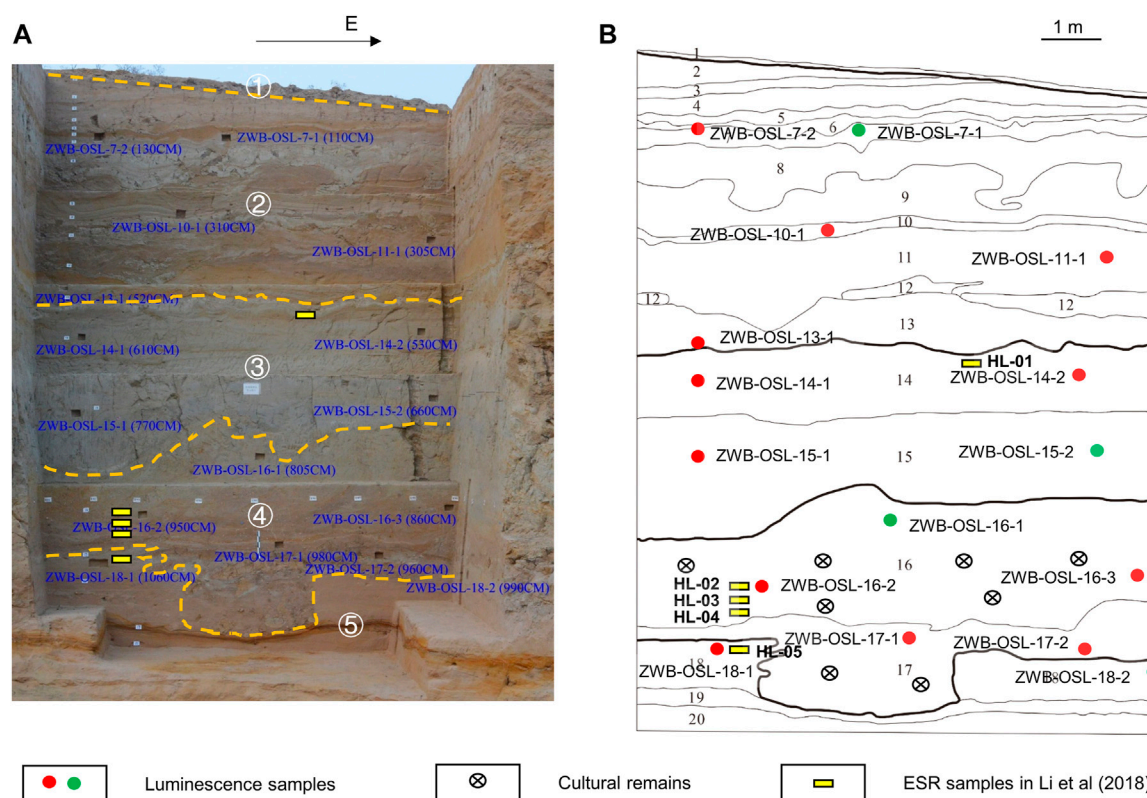 A
E
B
1 m
①
ZWB-OSL-7-1 (110CM)
ZWB-OSL-7-2 (130CM)
②
ZWB-OSL-10-1 (310CM)
ZWB-OSL-11-1 (305CM)
ZWB-OSL-13-1 (520CM)
ZWB-OSL-14-1 (610CM)
ZWB-OSL-14-2 (530CM)
③
ZWB-OSL-15-2 (660CM)
ZWB-OSL-15-1 (770CM)
ZWB-OSL-16-1 (805CM)
④
ZWB-OSL-16-2 (950CM)
ZWB-OSL-16-3 (860CM)
ZWB-OSL-17-1 (980CM)
ZWB-OSL-17-2 (960CM)
ZWB-OSL-18-1 (1060CM)
ZWB-OSL-18-2 (990CM)
⑤
1
2
3
4
5
6
ZWB-OSL-7-2
ZWB-OSL-7-1
8
9
10
ZWB-OSL-10-1
11
ZWB-OSL-11-1
12
12
12
13
ZWB-OSL-13-1
HL-01
14
ZWB-OSL-14-1
ZWB-OSL-14-2
15
ZWB-OSL-15-1
ZWB-OSL-15-2
ZWB-OSL-16-1
16
HL-02
ZWB-OSL-16-2
ZWB-OSL-16-3
HL-03
HL-04
ZWB-OSL-17-1
ZWB-OSL-17-2
HL-05
18
ZWB-OSL-18-1
17
ZWB-OSL-18-2
18
19
20
Luminescence samples
Cultural remains
ESR samples in Li et al (2018)